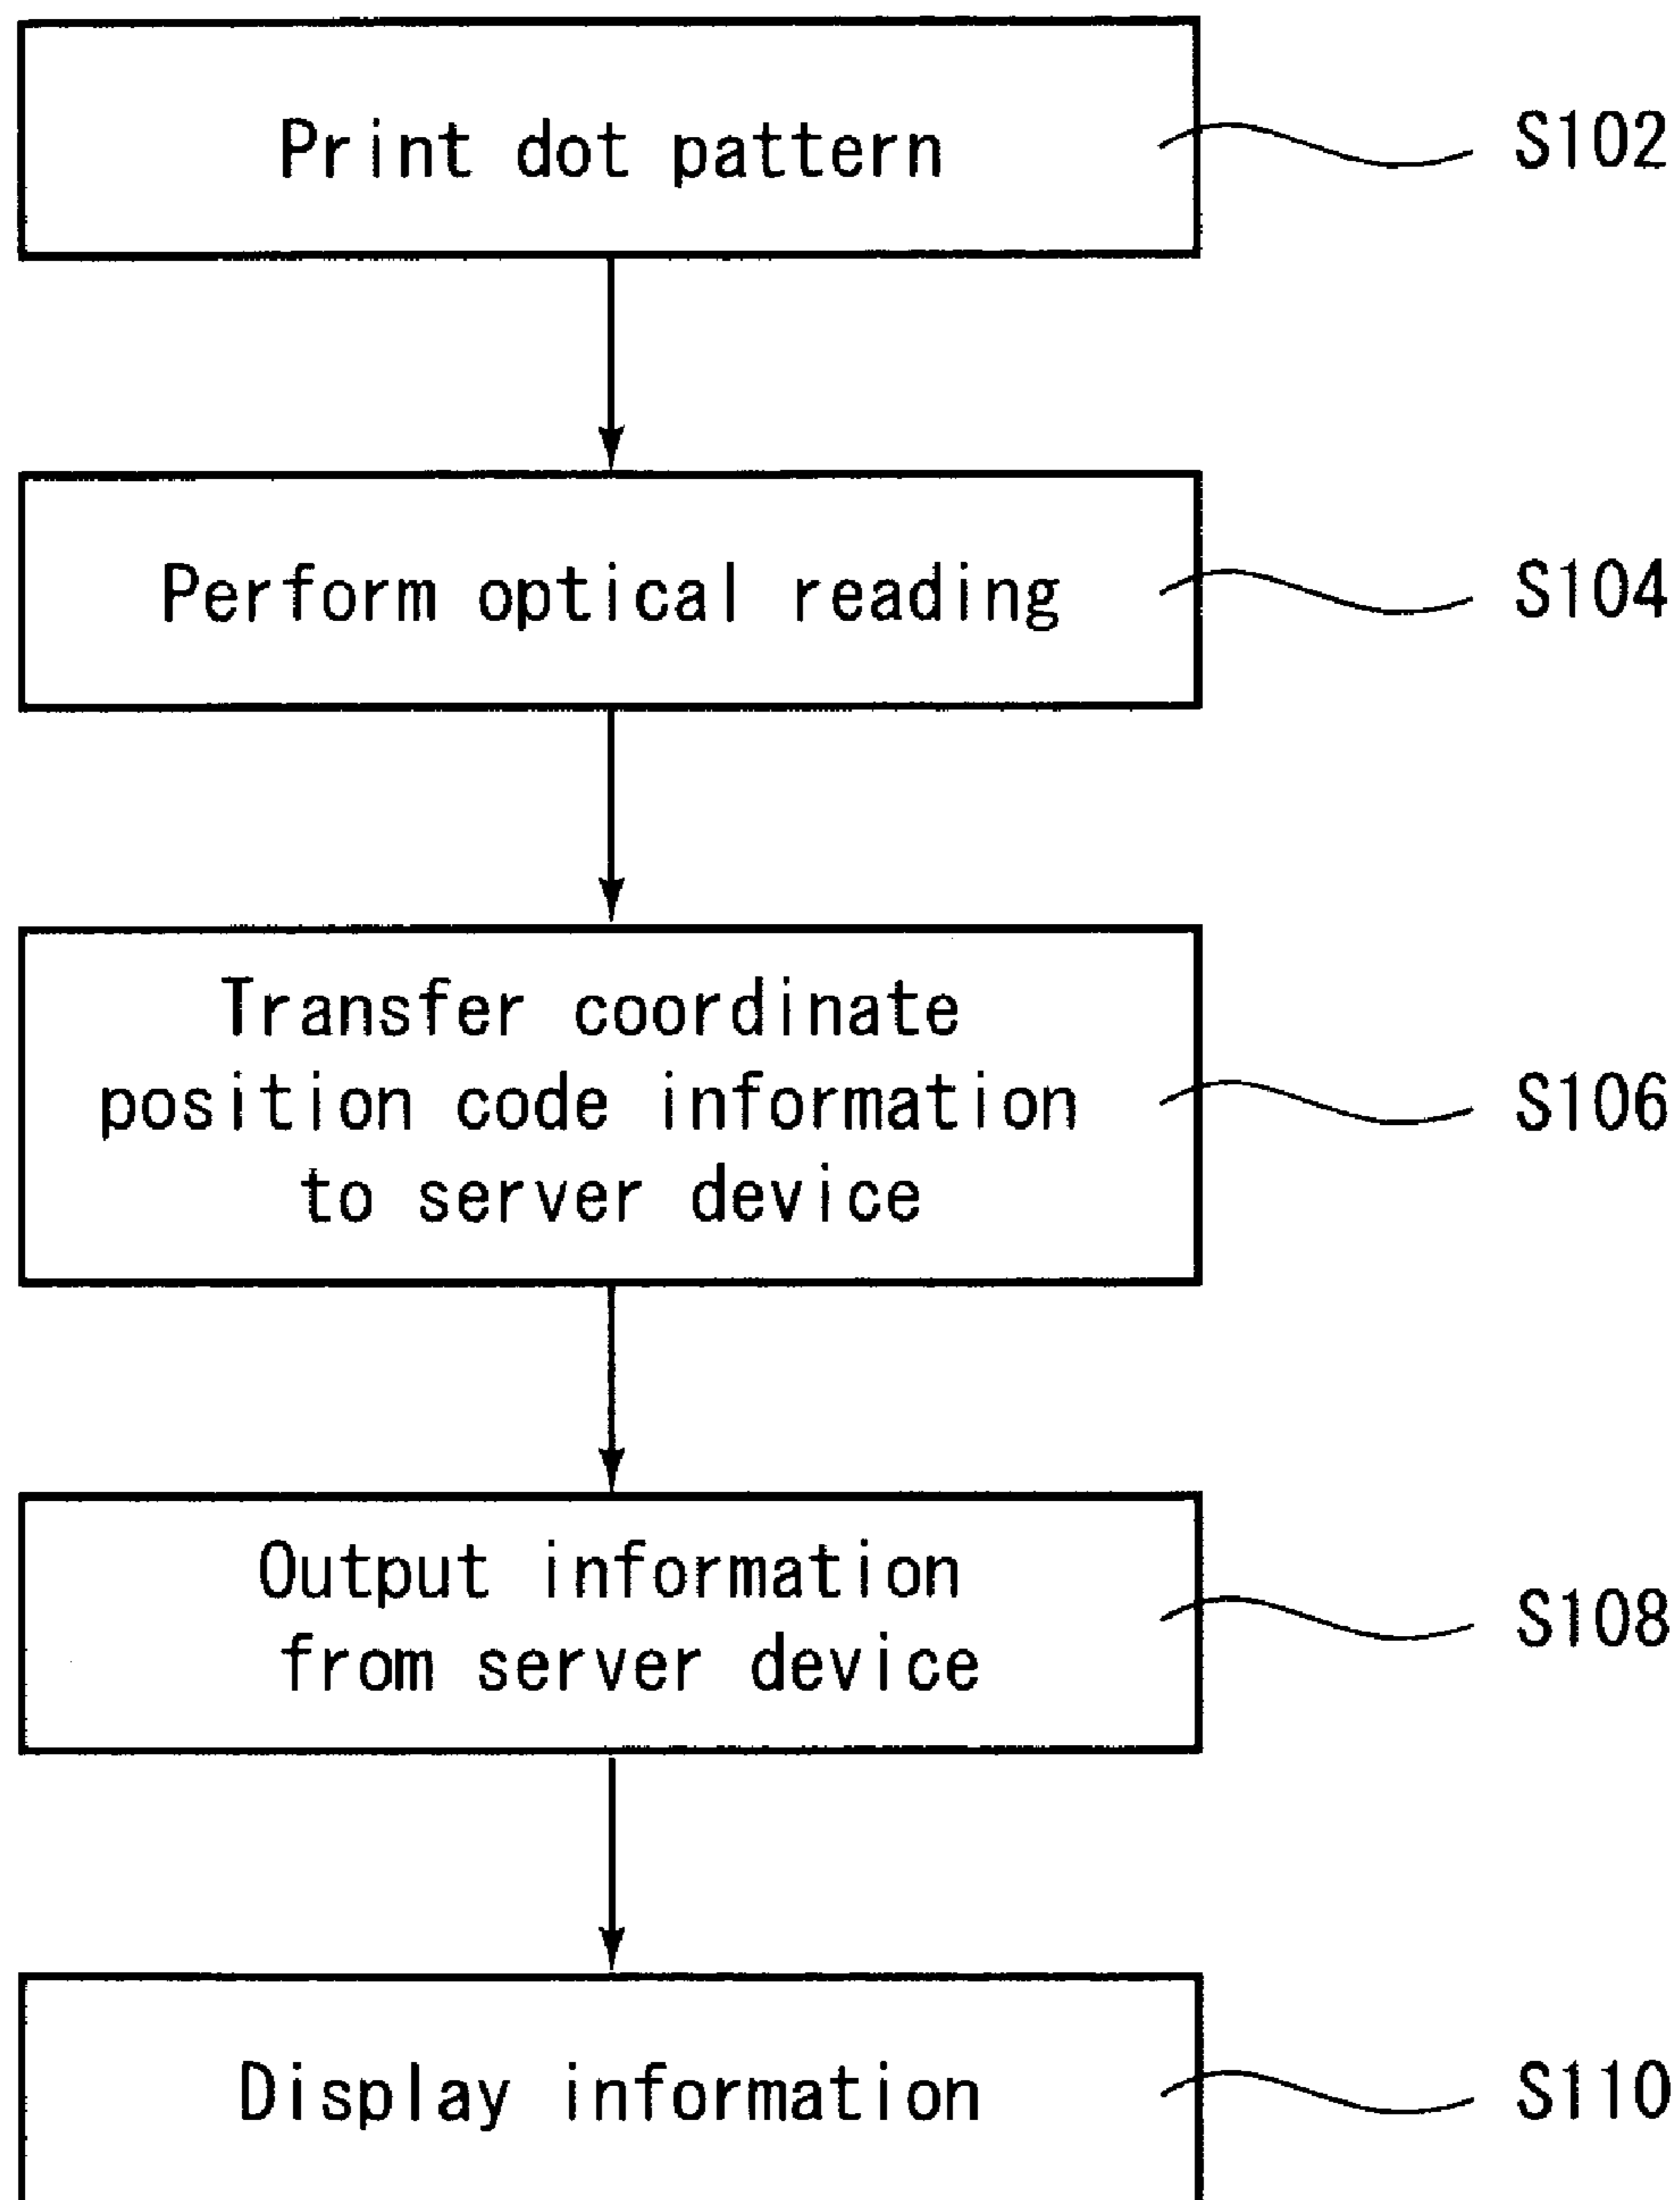 Print dot pattern
S102
Perform optical reading
S104
Transfer coordinate
position code information
to server device
S106
Output information
from server device
S108
Display information
S110